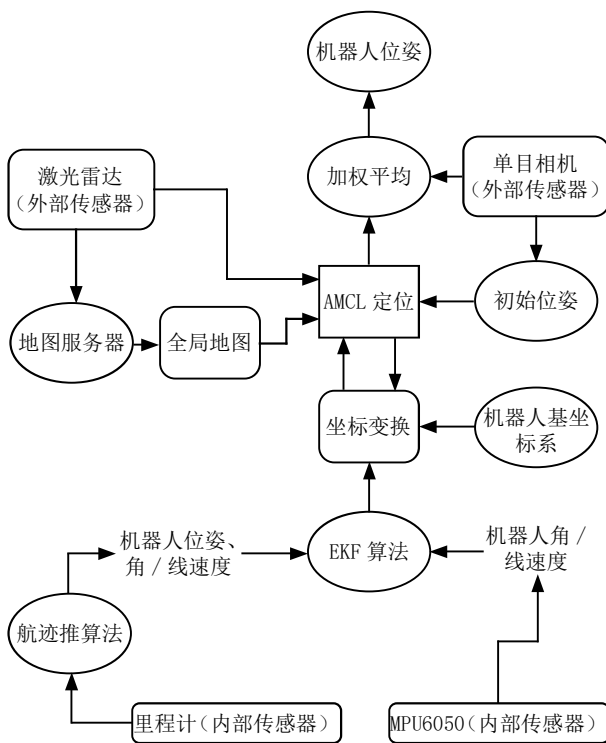 机器人位姿
激光雷达
（外部传感器）
加权平均
单目相机
（外部传感器）
AMCL 定位
初始位姿
地图服务器
全局地图
坐标变换
机器人基坐
标系
机器人位姿、
角 / 线速度
EKF 算法
机器人角 /
线速度
航迹推算法
里程计（内部传感器）
MPU6050（内部传感器）